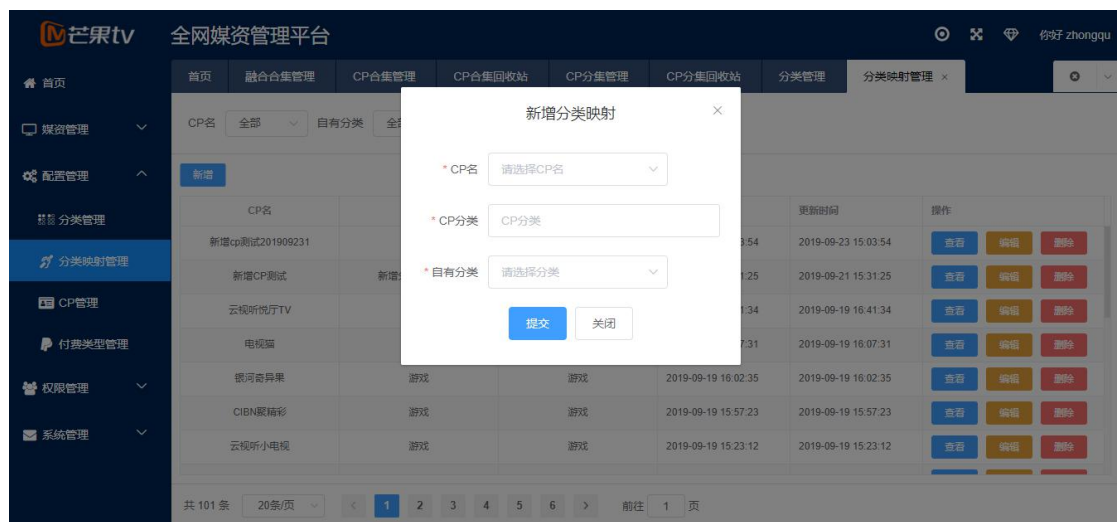 芒果tv 全网媒资管理平台 你好 zhongqu
首页
媒资管理
配置管理
分类管理
分类映射管理
CP管理
付费类型管理
权限管理
系统管理
首页 融合合集管理 CP合集管理 CP合集回收站 CP分集管理 CP分集回收站 分类管理 分类映射管理 ×
CP名 全部 自有分类
新增
新增分类映射 ×
* CP名 请选择CP名
* CP分类 CP分类
* 自有分类 请选择分类
提交 关闭
CP名 更新时间 操作
新增cp测试201909231 3:54 2019-09-23 15:03:54 查看 编辑 删除
新增CP测试 新增 1:25 2019-09-21 15:31:25 查看 编辑 删除
云视听悦厅TV 1:34 2019-09-19 16:41:34 查看 编辑 删除
电视猫 7:31 2019-09-19 16:07:31 查看 编辑 删除
银河奇异果 游戏 游戏 2019-09-19 16:02:35 2019-09-19 16:02:35 查看 编辑 删除
CIBN聚精彩 游戏 游戏 2019-09-19 15:57:23 2019-09-19 15:57:23 查看 编辑 删除
云视听小电视 游戏 游戏 2019-09-19 15:23:12 2019-09-19 15:23:12 查看 编辑 删除
共 101 条 20条/页 < 1 2 3 4 5 6 > 前往 1 页